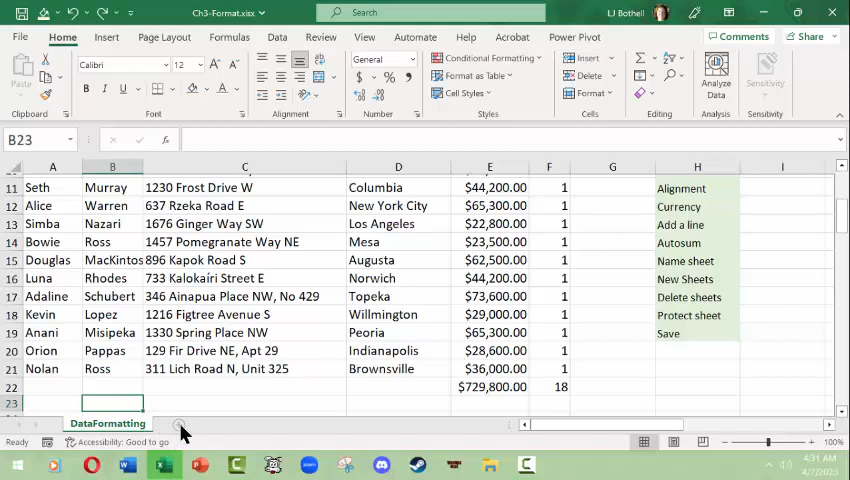 Ch3-Format.xlsx
Search
LJ Bothell
File Home Insert Page Layout Formulas Data Review View Automate Help Acrobat Power Pivot Comments Share
Calibri 12 General Conditional Formatting Insert
Paste B I U $ % Format as Table Delete Analyze Data Sensitivity
Cell Styles Format
Clipboard Font Alignment Number Styles Cells Editing Analysis Sensitivity
B23 fx
A B C D E F G H I
11 Seth Murray 1230 Frost Drive W Columbia $44,200.00 1 Alignment
12 Alice Warren 637 Rzeka Road E New York City $65,300.00 1 Currency
13 Simba Nazari 1676 Ginger Way SW Los Angeles $22,800.00 1 Add a line
14 Bowie Ross 1457 Pomegranate Way NE Mesa $23,500.00 1 Autosum
15 Douglas MacKintos 896 Kapok Road S Augusta $62,500.00 1 Name sheet
16 Luna Rhodes 733 Kalokaíri Street E Norwich $44,200.00 1 New Sheets
17 Adaline Schubert 346 Ainapua Place NW, No 429 Topeka $73,600.00 1 Delete sheets
18 Kevin Lopez 1216 Figtree Avenue S Willmington $29,000.00 1 Protect sheet
19 Anani Misipeka 1330 Spring Place NW Peoria $65,300.00 1 Save
20 Orion Pappas 129 Fir Drive NE, Apt 29 Indianapolis $28,600.00 1
21 Nolan Ross 311 Lich Road N, Unit 325 Brownsville $36,000.00 1
22 $729,800.00 18
23
DataFormatting
Ready Accessibility: Good to go 100%
4:31 AM
4/7/2023